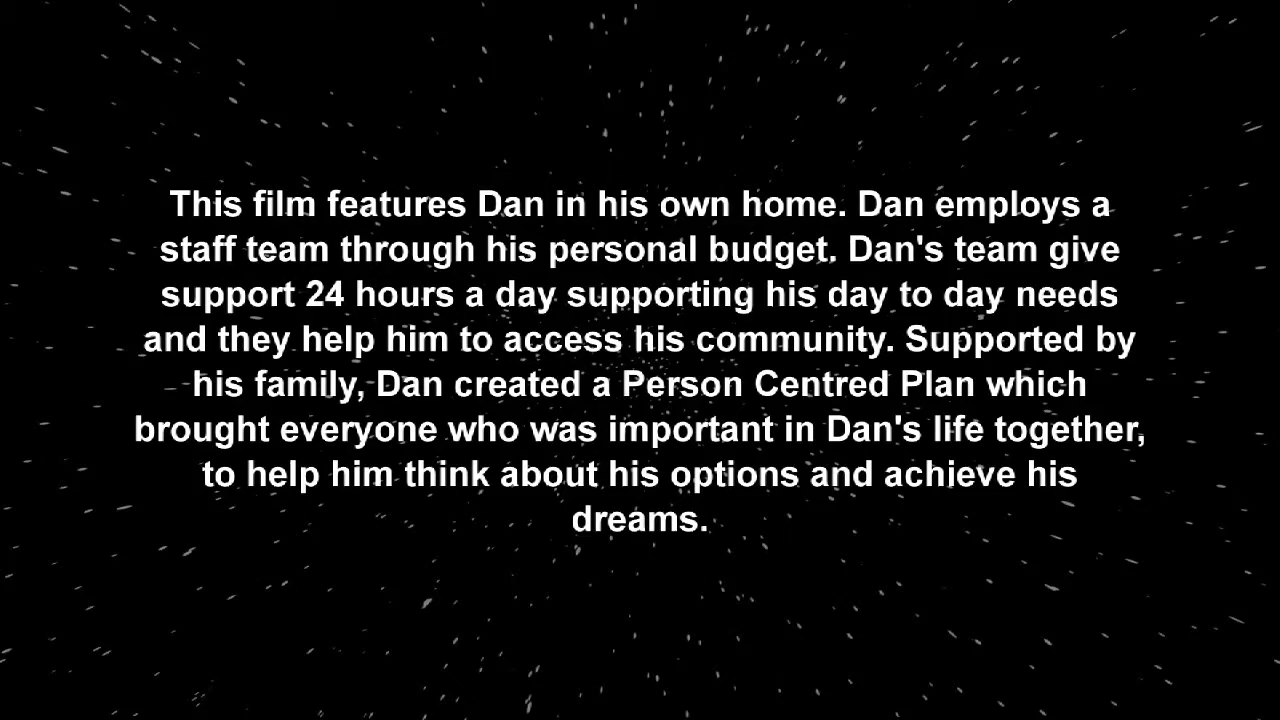 This film features Dan in his own home. Dan employs a
staff team through his personal budget. Dan's team give
support 24 hours a day supporting his day to day needs
and they help him to access his community. Supported by
his family, Dan created a Person Centred Plan which
brought everyone who was important in Dan's life together,
to help him think about his options and achieve his
dreams.